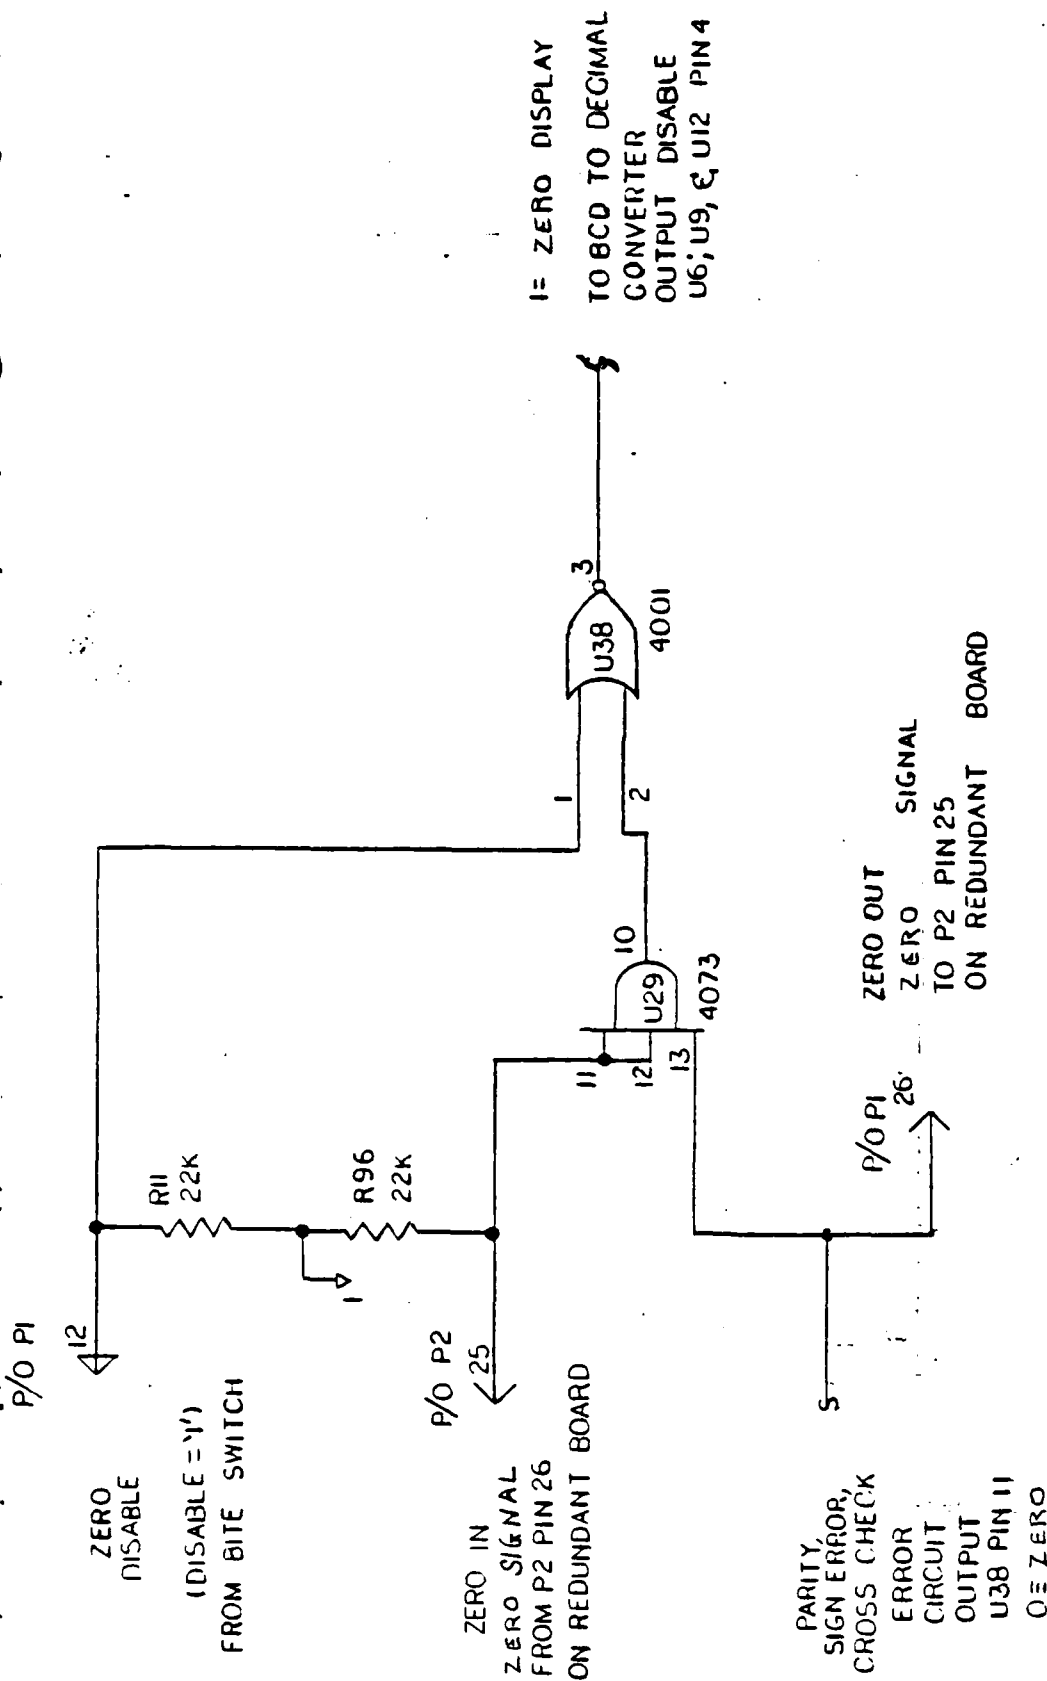 P/O P1
12
ZERO
DISABLE
(DISABLE='1')
FROM BITE SWITCH
R11
22K
R96
22K
1
P/O P2
25
ZERO IN
ZERO SIGNAL
FROM P2 PIN 26
ON REDUNDANT BOARD
11
12
13
U29
10
4073
1
2
U38
3
4001
1= ZERO DISPLAY
TO BCD TO DECIMAL
CONVERTER
OUTPUT DISABLE
U6, U9, & U12 PIN 4
PARITY,
SIGN ERROR,
CROSS CHECK
ERROR
CIRCUIT
OUTPUT
U38 PIN 11
0= ZERO
P/O P1
26
ZERO OUT
ZERO SIGNAL
TO P2 PIN 25
ON REDUNDANT BOARD